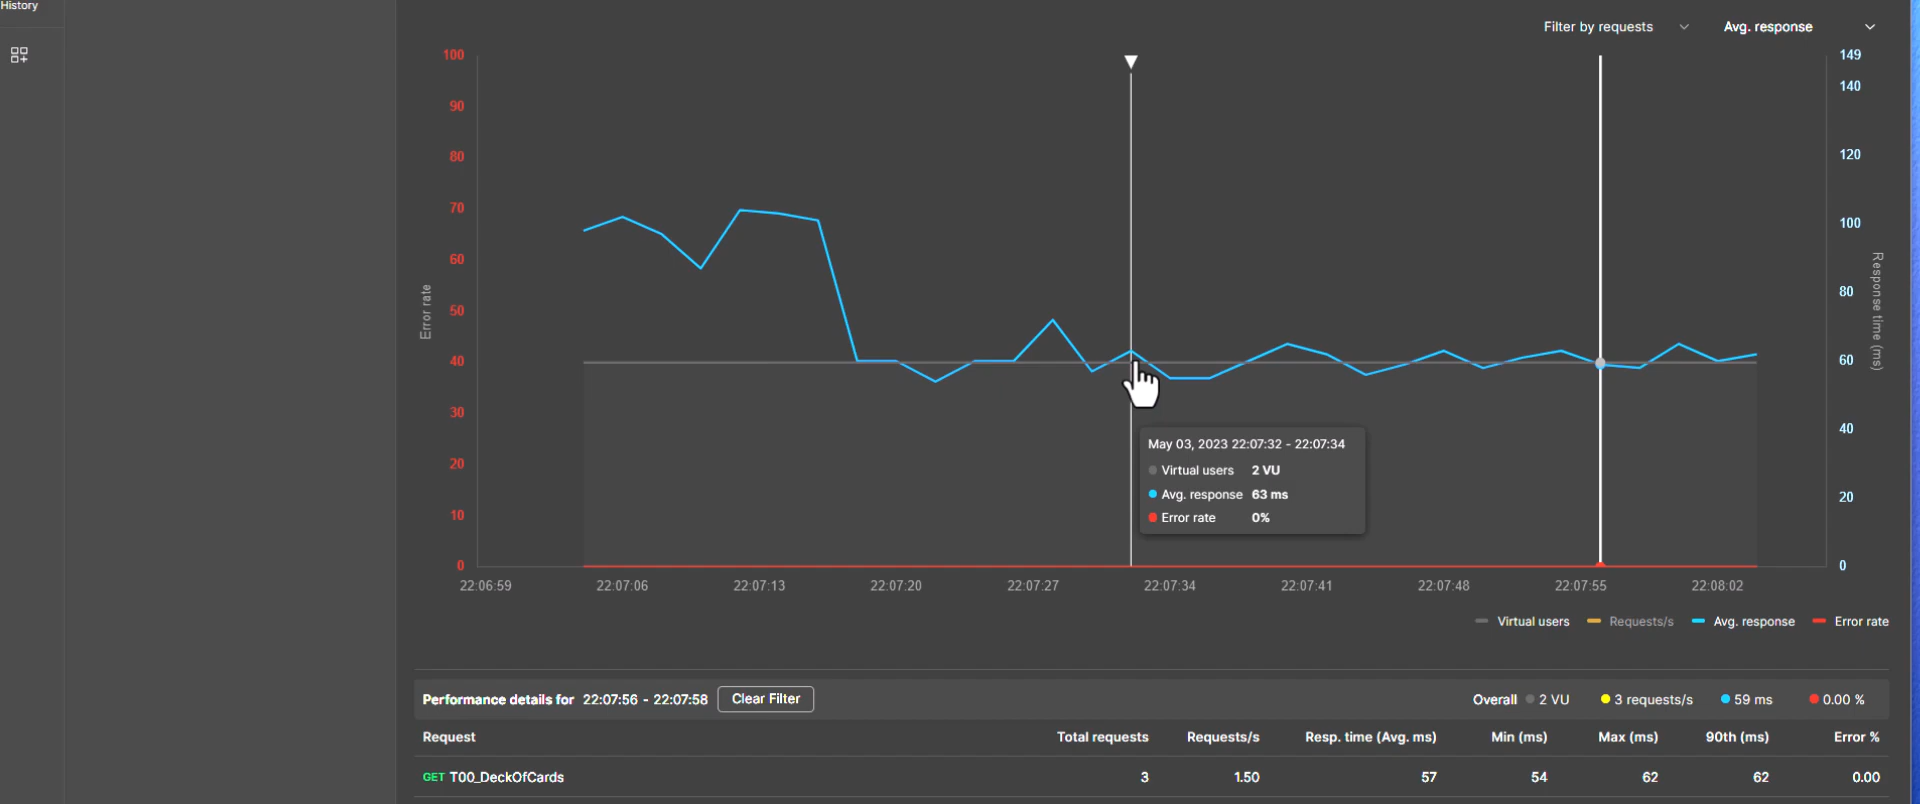 History
Filter by requests Avg. response
100 149
90 140
80 120
70 100
60 80
50 60
40 40
30 20
20 0
10
0
Error rate
Response time (ms)
May 03, 2023 22:07:32 - 22:07:34
Virtual users 2 VU
Avg. response 63 ms
Error rate 0%
22:06:59 22:07:06 22:07:13 22:07:20 22:07:27 22:07:34 22:07:41 22:07:48 22:07:55 22:08:02
Virtual users Requests/s Avg. response Error rate
Performance details for 22:07:56 - 22:07:58 Clear Filter Overall 2 VU 3 requests/s 59 ms 0.00 %
Request Total requests Requests/s Resp. time (Avg. ms) Min (ms) Max (ms) 90th (ms) Error %
GET T00_DeckOfCards 3 1.50 57 54 62 62 0.00